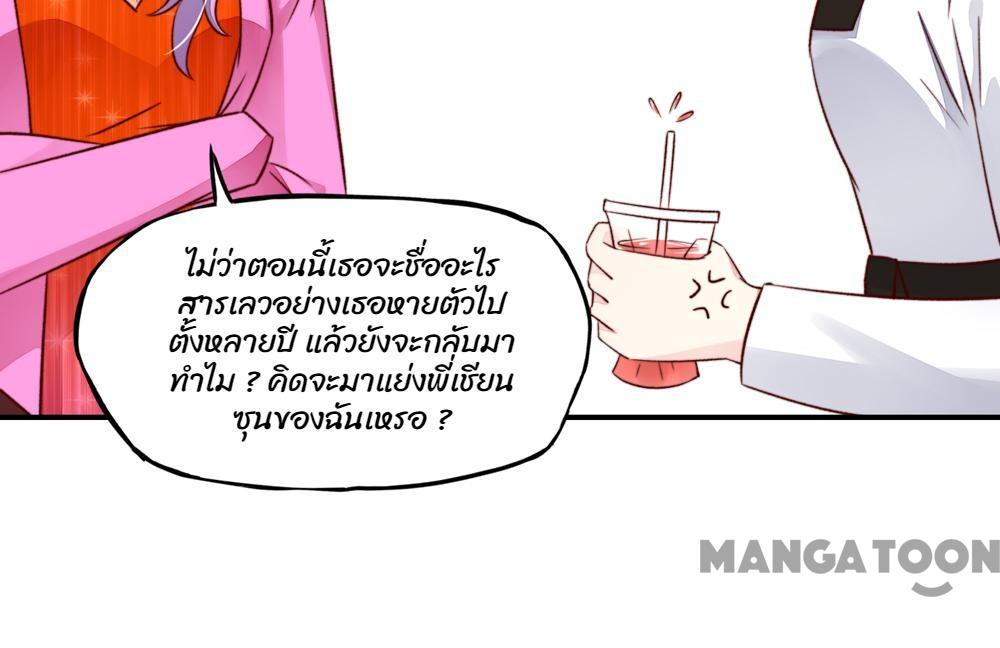 ไม่ว่าตอนนี้เธอจะชื่ออะไร
สารเลวอย่างเธอหายตัวไป
ตั้งหลายปี แล้วยังจะกลับมา
ทำไม ? คิดจะมาแย่งพี่เชียน
ซุนของฉันเหรอ ?
MANGATOON